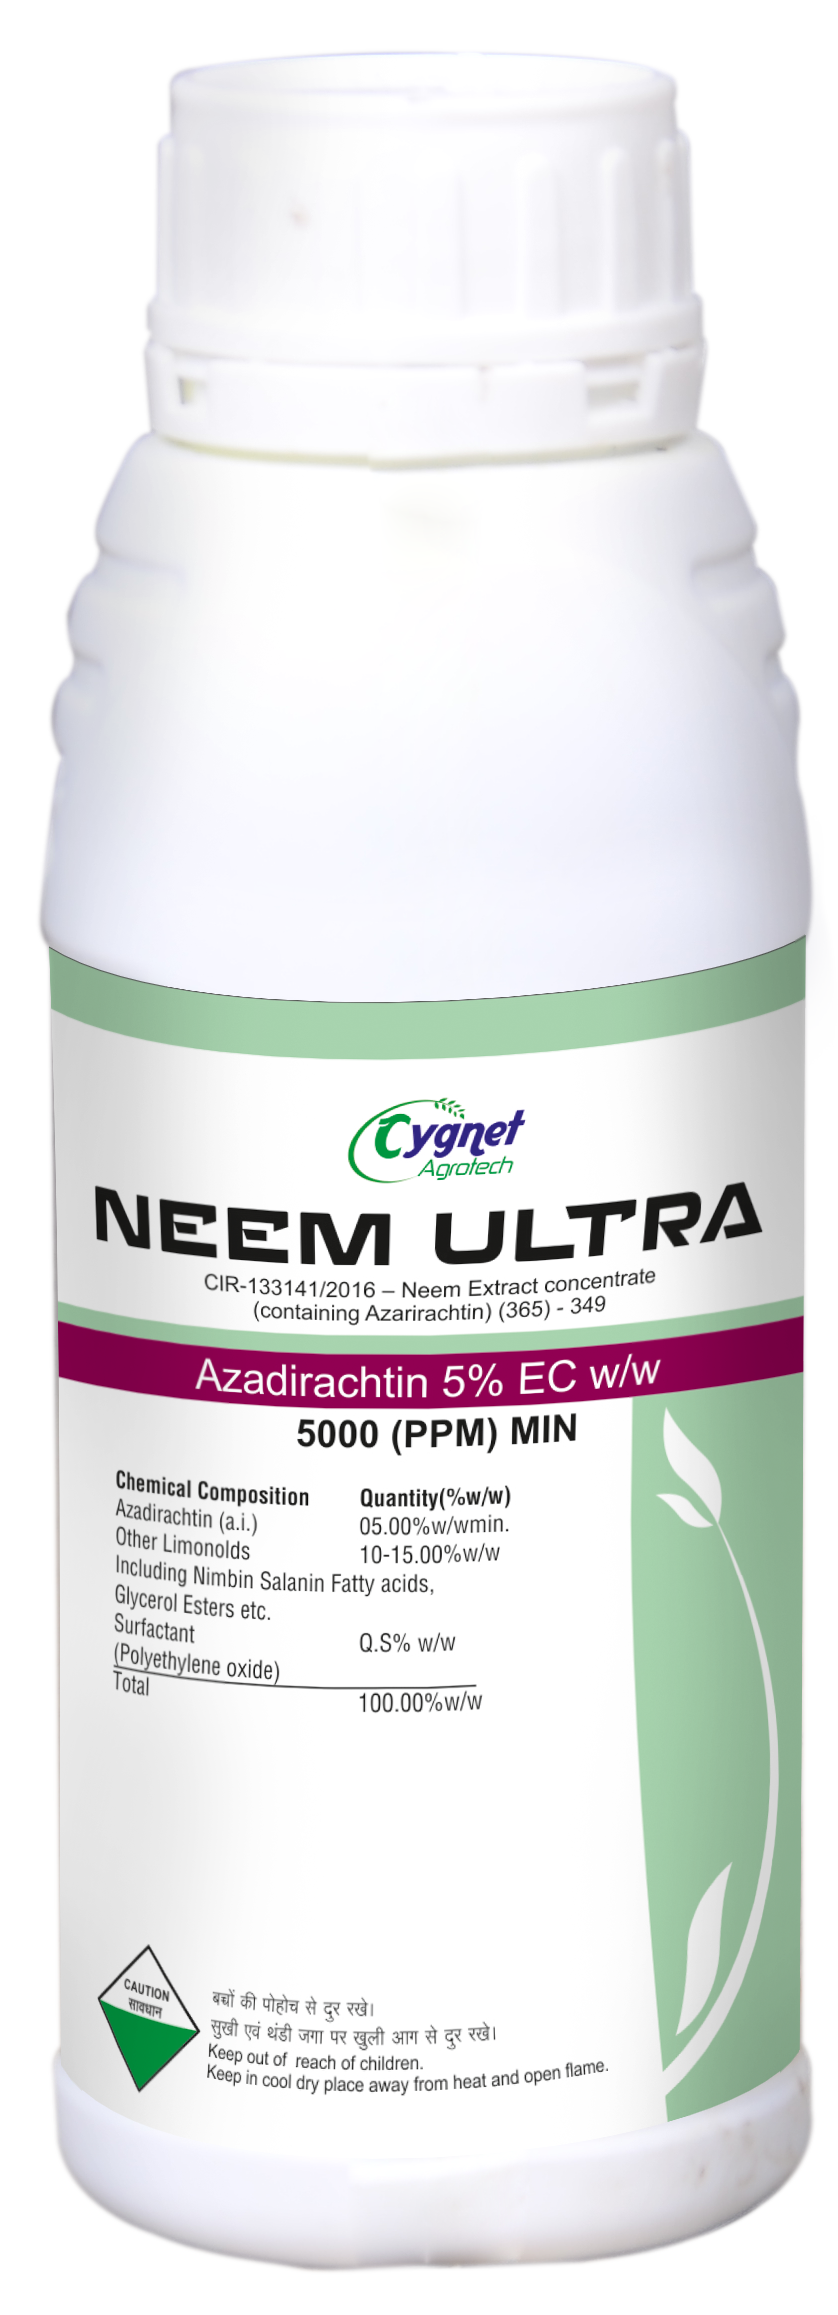 Cygnet
Agrotech
NEEM ULTRA
CIR-133141/2016 – Neem Extract concentrate
(containing Azarirachtin) (365) - 349
Azadirachtin 5% EC w/w
5000 (PPM) MIN
Chemical Composition Quantity(%w/w)
Azadirachtin (a.i.) 05.00%w/wmin.
Other Limonolds 10-15.00%w/w
Including Nimbin Salanin Fatty acids,
Glycerol Esters etc.
Surfactant Q.S% w/w
(Polyethylene oxide)
Total 100.00%w/w
CAUTION
सावधान
बच्चों की पोहोच से दुर रखे।
सुखी एवं थंडी जगा पर खुली आग से दुर रखे।
Keep out of reach of children.
Keep in cool dry place away from heat and open flame.